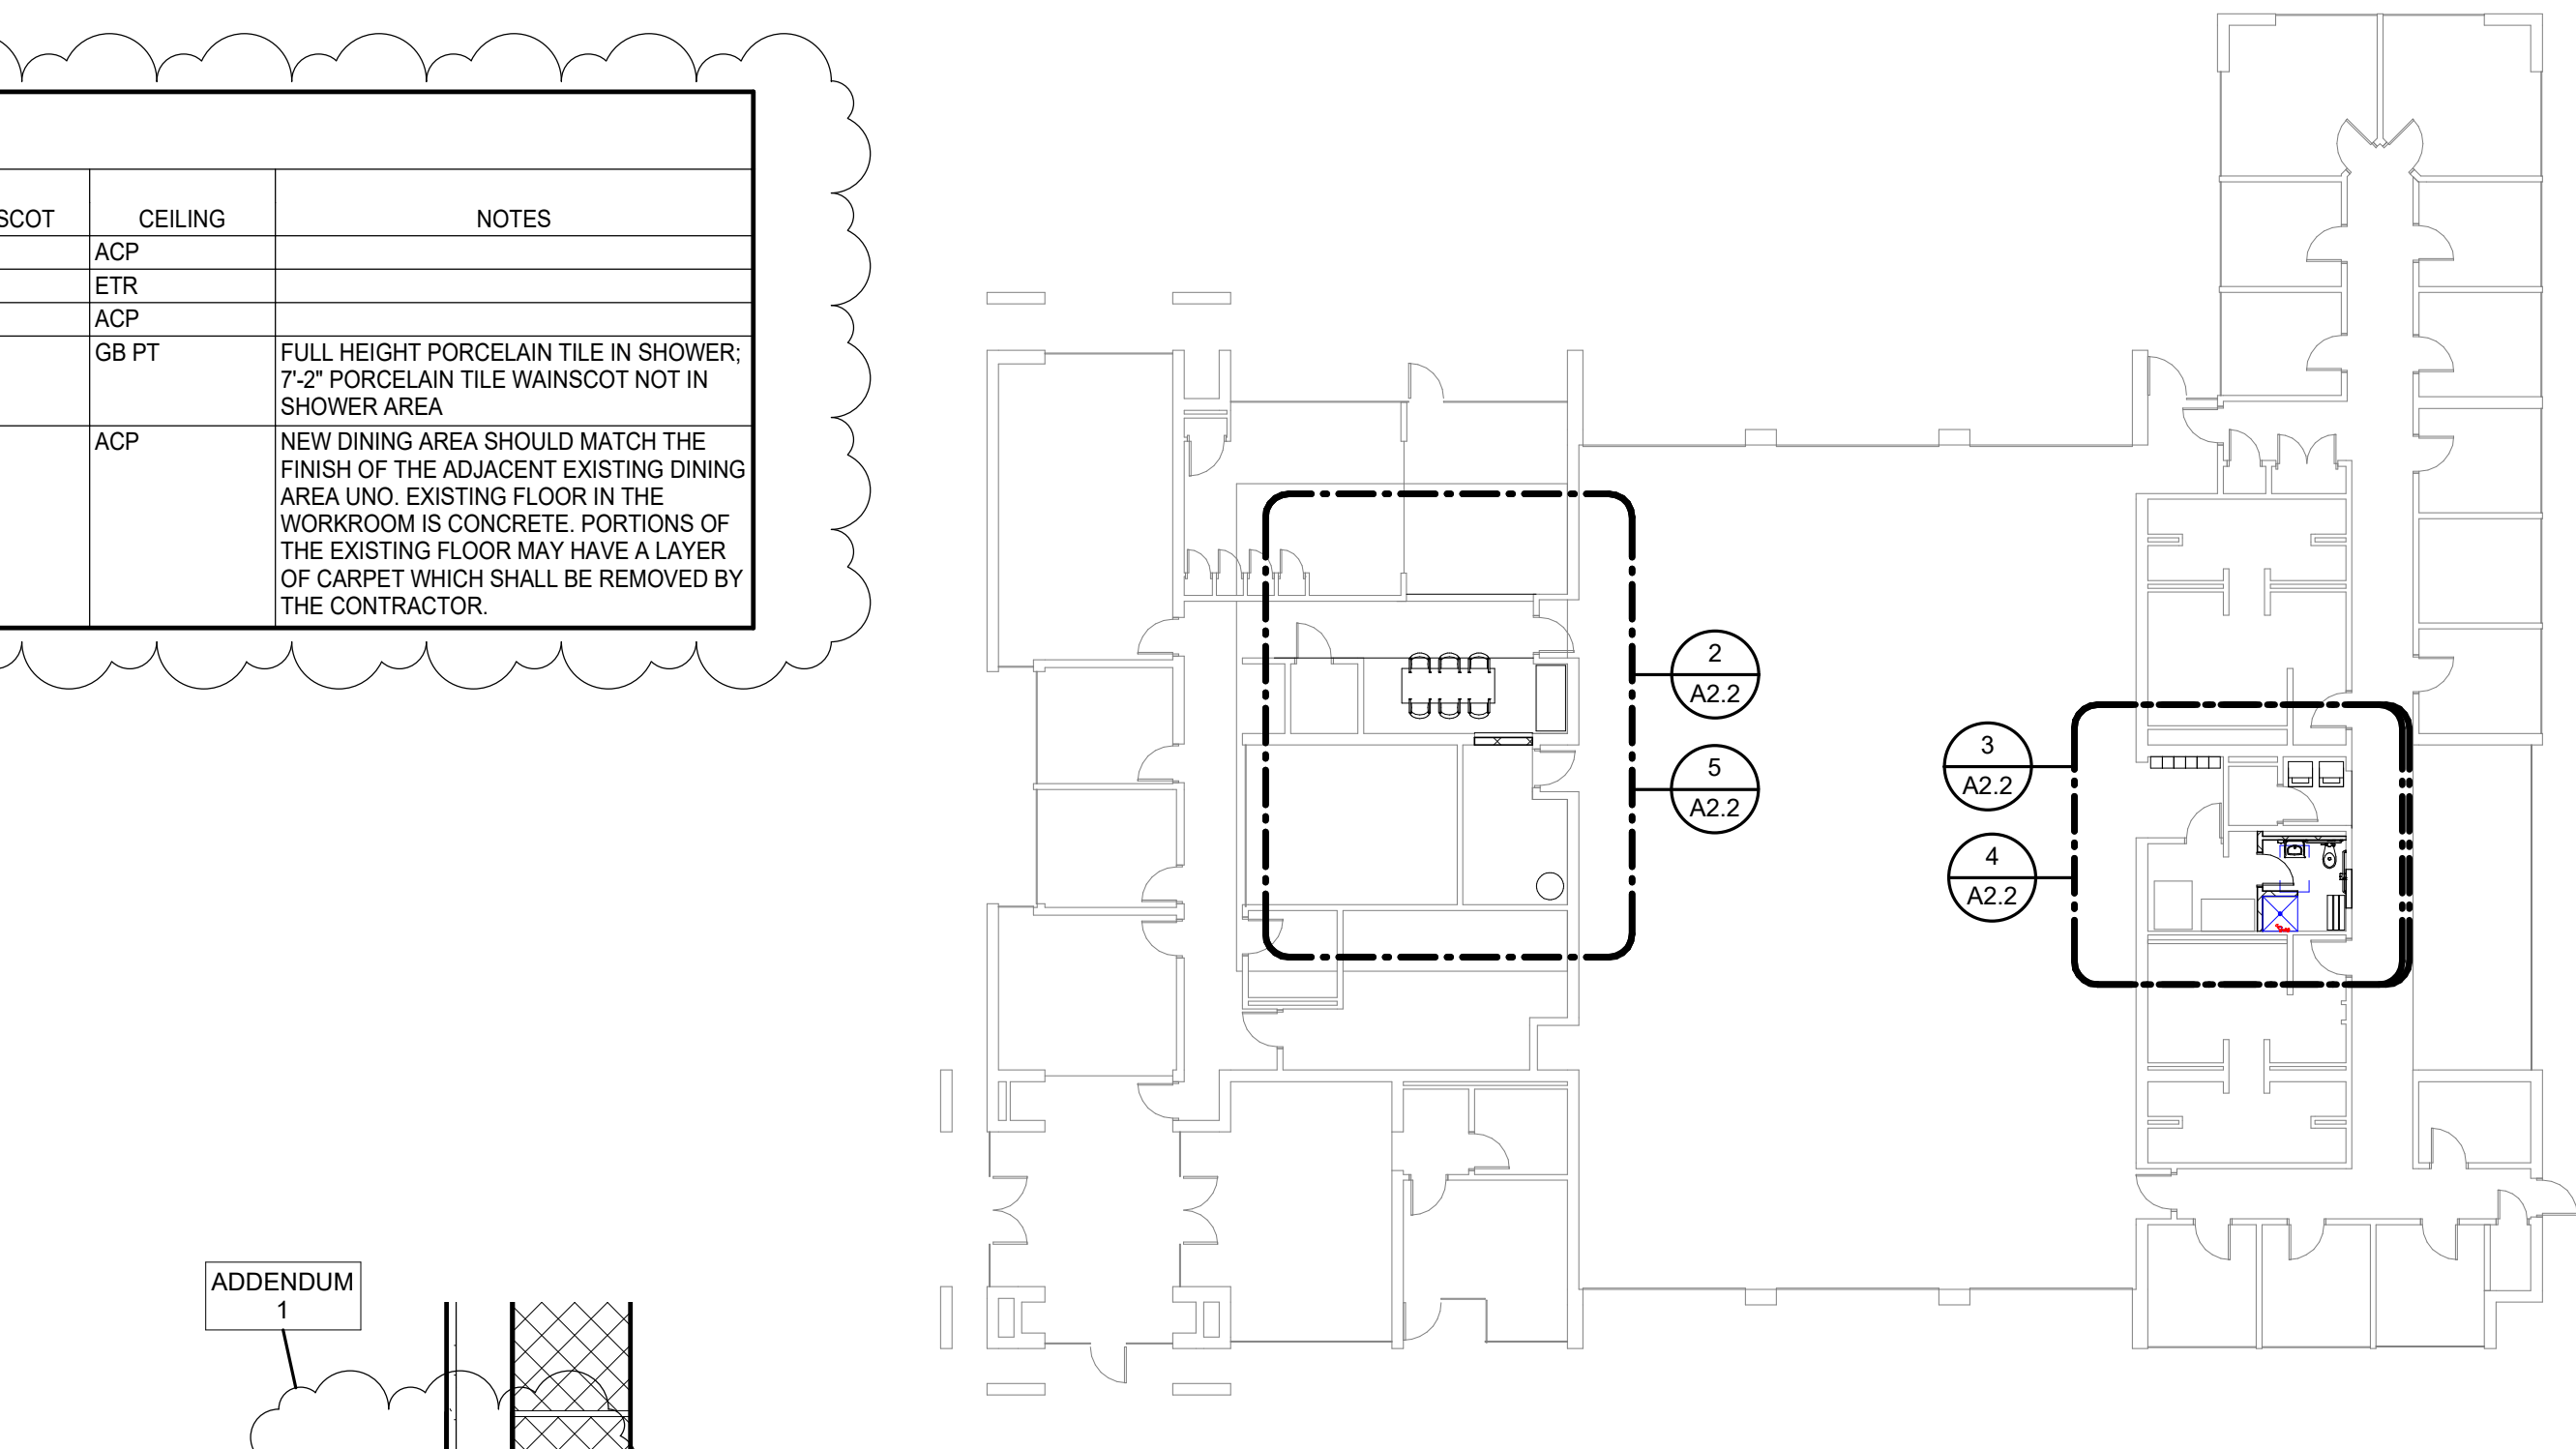 SCOT CEILING NOTES
ACP
ETR
ACP
GB PT FULL HEIGHT PORCELAIN TILE IN SHOWER;
7'-2" PORCELAIN TILE WAINSCOT NOT IN
SHOWER AREA
ACP NEW DINING AREA SHOULD MATCH THE
FINISH OF THE ADJACENT EXISTING DINING
AREA UNO. EXISTING FLOOR IN THE
WORKROOM IS CONCRETE. PORTIONS OF
THE EXISTING FLOOR MAY HAVE A LAYER
OF CARPET WHICH SHALL BE REMOVED BY
THE CONTRACTOR.
2
A2.2
5
A2.2
3
A2.2
4
A2.2
ADDENDUM
1